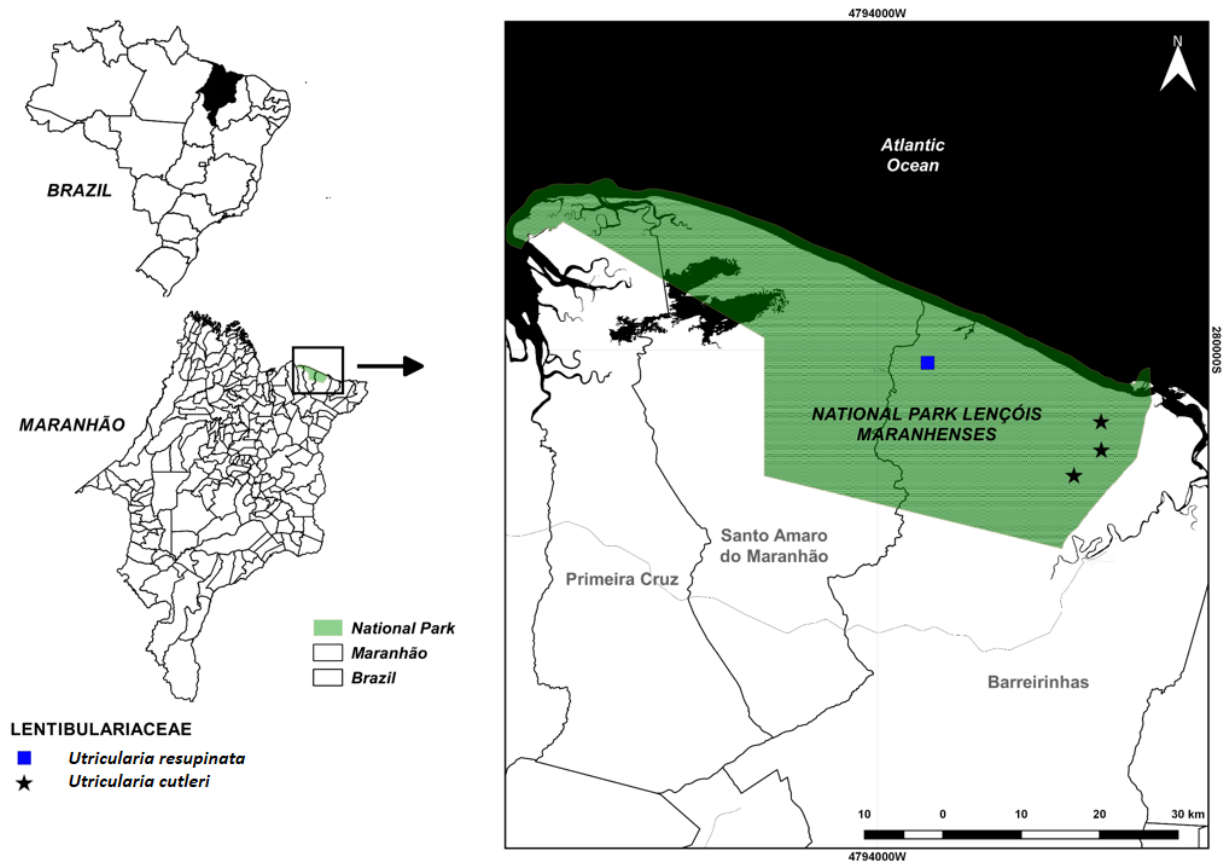 BRAZIL
MARANHÃO
National Park
Maranhão
Brazil
LENTIBULARIACEAE
Utricularia resupinata
Utricularia cutleri
4794000W
N
Atlantic
Ocean
280000S
NATIONAL PARK LENÇÓIS
MARANHENSES
Santo Amaro
do Maranhão
Primeira Cruz
Barreirinhas
10 0 10 20 30 km
4794000W